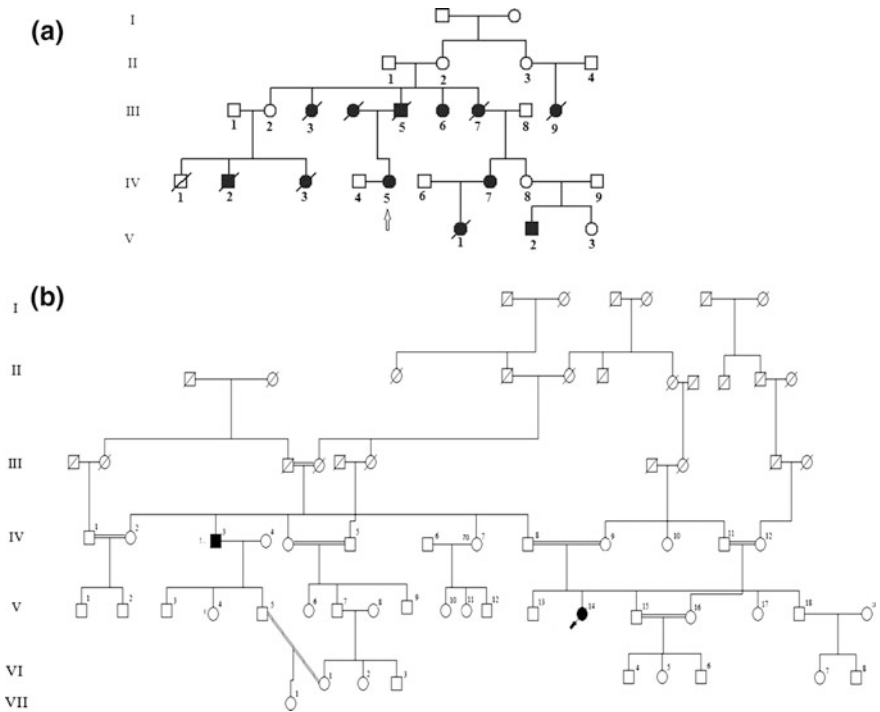 (a)
I
II
1 2 3 4
III
1 2 3 5 6 7 8 9
IV
1 2 3 4 5 6 7 8 9
V
1 2 3
(b)
I
II
III
IV
1 2 3 4 5 6 7 8 9 10 11 12
V
1 2 3 4 5 6 7 8 9 10 11 12 13 14 15 16 17 18
VI
1 2 3 4 5 6 7 8
VII
1